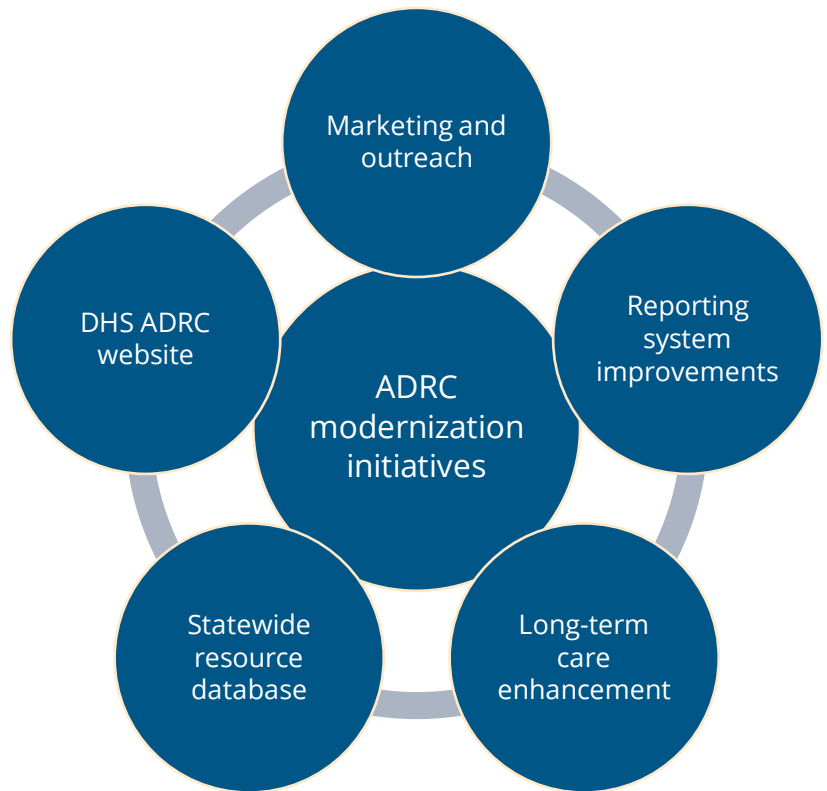 Marketing and
outreach
DHS ADRC
website
Reporting
system
improvements
ADRC
modernization
initiatives
Statewide
resource
database
Long-term
care
enhancement